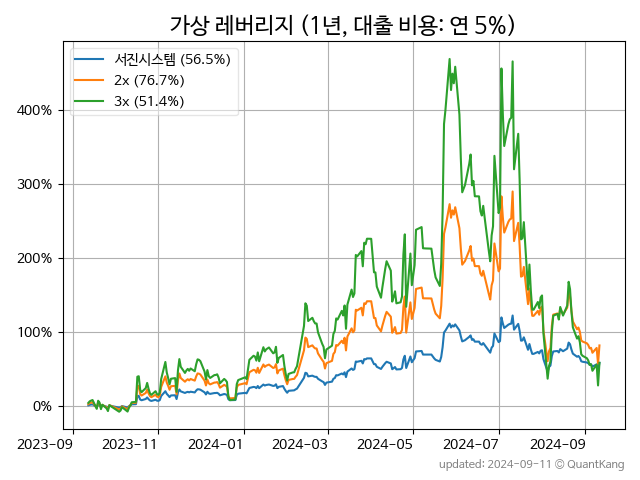 가상 레버리지 (1년, 대출 비용: 연 5%)
서진시스템 (56.5%)
2x (76.7%)
3x (51.4%)
400%
300%
200%
100%
0%
2023-09 2023-11 2024-01 2024-03 2024-05 2024-07 2024-09
updated: 2024-09-11 © QuantKang